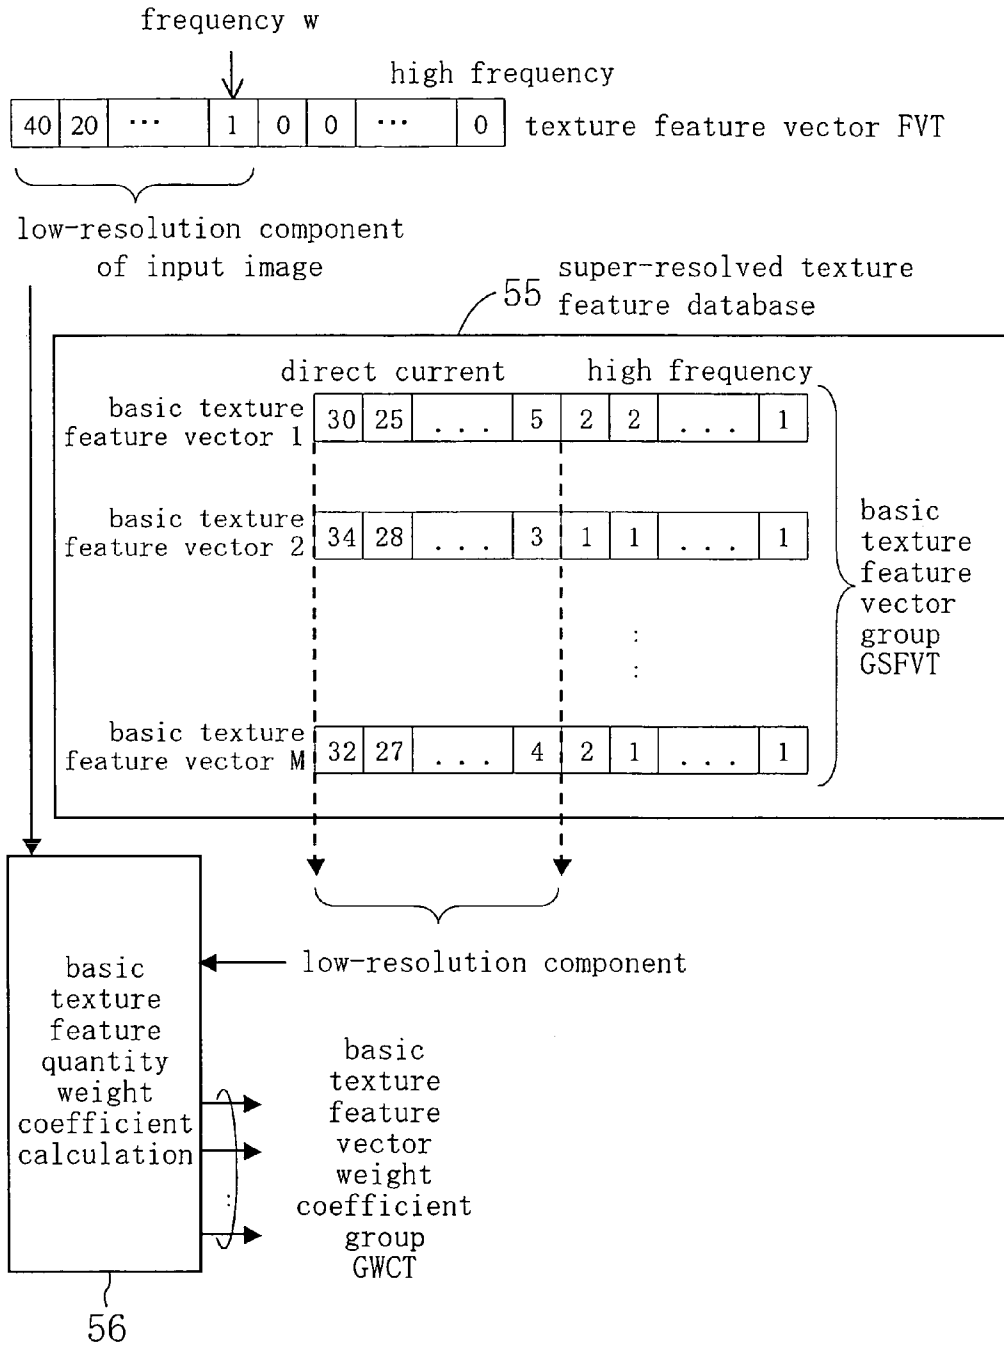 frequency w
high frequency
40 20 ... 1 0 0 ... 0 texture feature vector FVT
low-resolution component
of input image
55 super-resolved texture
feature database
direct current high frequency
basic texture
feature vector 1
30 25 ... 5 2 2 ... 1
basic texture
feature vector 2
34 28 ... 3 1 1 ... 1
:
:
basic
texture
feature
vector
group
GSFVT
basic texture
feature vector M
32 27 ... 4 2 1 ... 1
low-resolution component
basic
texture
feature
quantity
weight
coefficient
calculation
:
basic
texture
feature
vector
weight
coefficient
group
GWCT
56